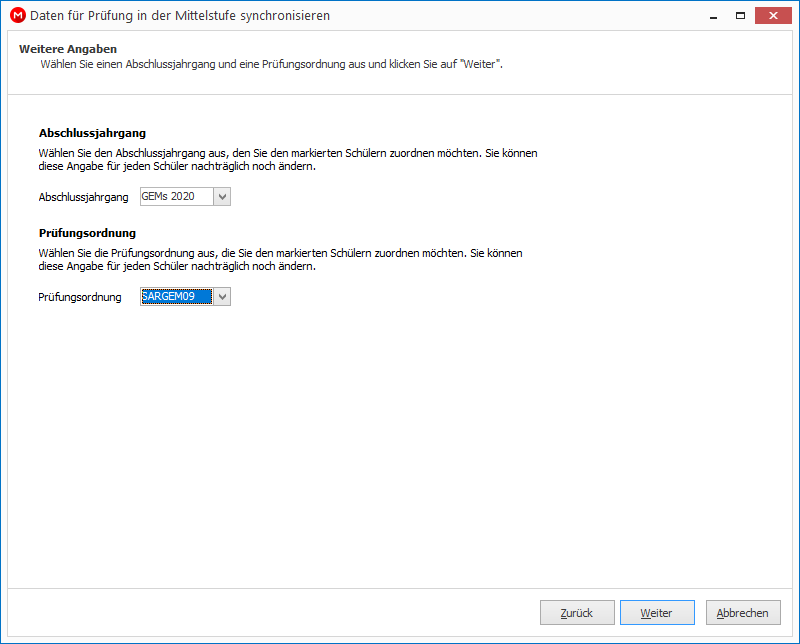 M Daten für Prüfung in der Mittelstufe synchronisieren
Weitere Angaben
Wählen Sie einen Abschlussjahrgang und eine Prüfungsordnung aus und klicken Sie auf "Weiter".
Abschlussjahrgang
Wählen Sie den Abschlussjahrgang aus, den Sie den markierten Schülern zuordnen möchten. Sie können
diese Angabe für jeden Schüler nachträglich noch ändern.
Abschlussjahrgang GEMs 2020
Prüfungsordnung
Wählen Sie die Prüfungsordnung aus, die Sie den markierten Schülern zuordnen möchten. Sie können
diese Angabe für jeden Schüler nachträglich noch ändern.
Prüfungsordnung SARGEM09
Zurück Weiter Abbrechen